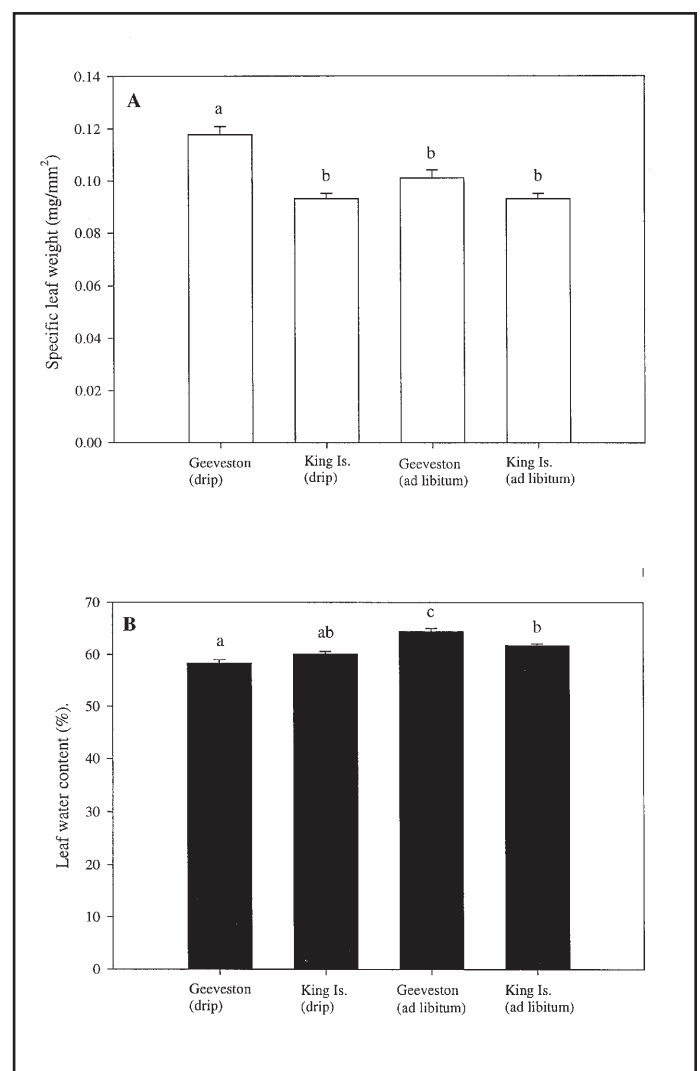 A
0.14
0.12
0.10
0.08
0.06
0.04
0.02
0.00
Specific leaf weight (mg/mm²)
a
b
b
b
Geeveston
(drip)
King Is.
(drip)
Geeveston
(ad libitum)
King Is.
(ad libitum)
B
70
60
50
40
30
20
10
0
Leaf water content (%).
a
ab
c
b
Geeveston
(drip)
King Is.
(drip)
Geeveston
(ad libitum)
King Is.
(ad libitum)